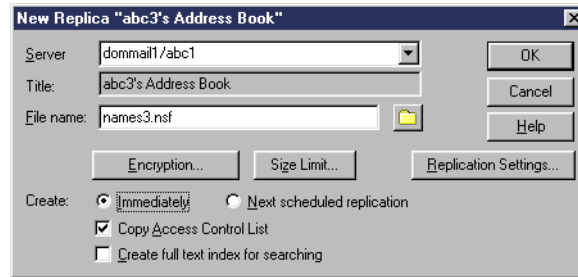 New Replica "abc3's Address Book"
Server dommail1/abc1 OK
Title: abc3's Address Book Cancel
File name: names3.nsf Help
Encryption... Size Limit... Replication Settings...
Create: Immediately Next scheduled replication
Copy Access Control List
Create full text index for searching